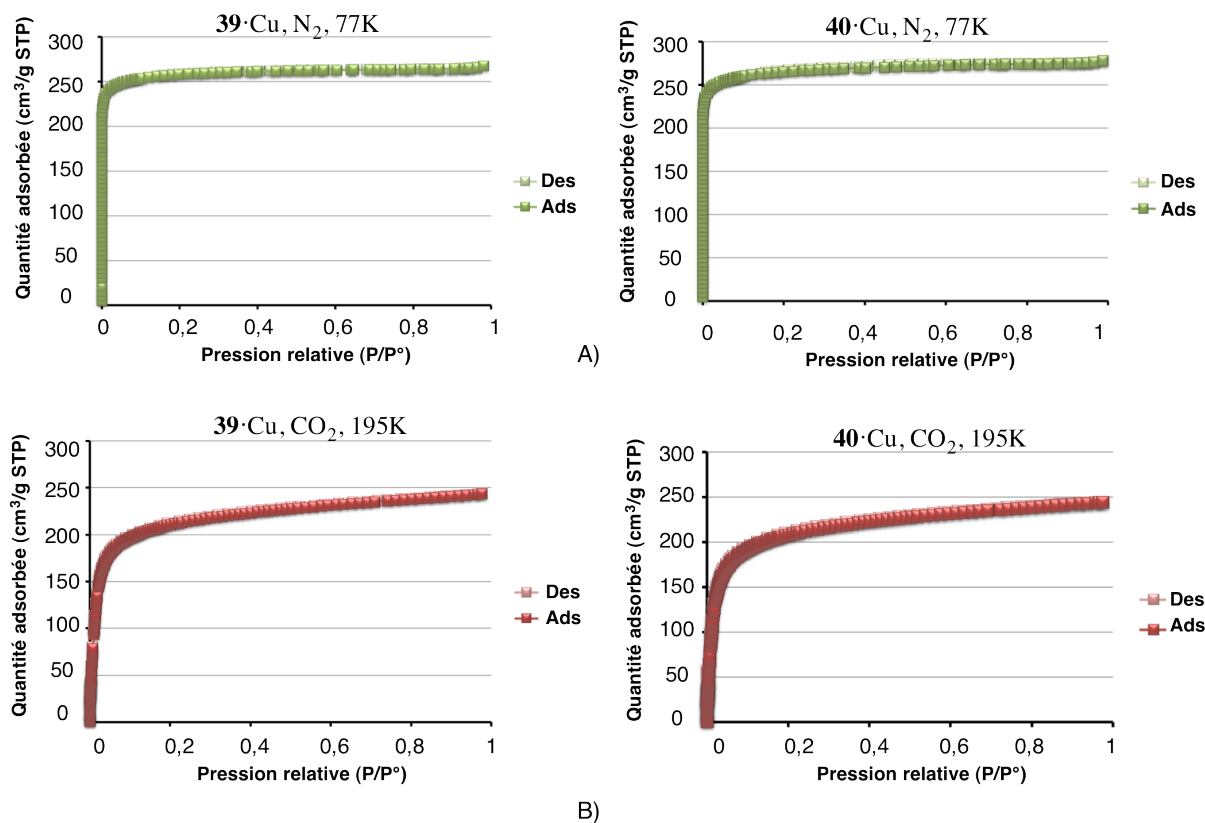 39·Cu, N2, 77K
Quantité adsorbée (cm³/g STP)
300
250
200
150
100
50
0
0
0,2
0,4
0,6
0,8
1
Pression relative (P/P°)
Des
Ads
40·Cu, N2, 77K
Quantité adsorbée (cm³/g STP)
300
250
200
150
100
50
0
0
0,2
0,4
0,6
0,8
1
Pression relative (P/P°)
Des
Ads
A)
39·Cu, CO2, 195K
Quantité adsorbée (cm³/g STP)
300
250
200
150
100
50
0
0
0,2
0,4
0,6
0,8
1
Pression relative (P/P°)
Des
Ads
40·Cu, CO2, 195K
Quantité adsorbée (cm³/g STP)
300
250
200
150
100
50
0
0
0,2
0,4
0,6
0,8
1
Pression relative (P/P°)
Des
Ads
B)